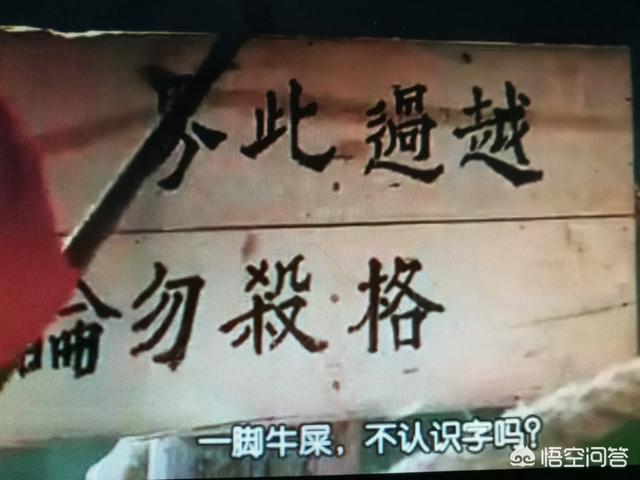 越過此界
格殺勿論
一脚牛屎，不认识字吗?
悟空问答